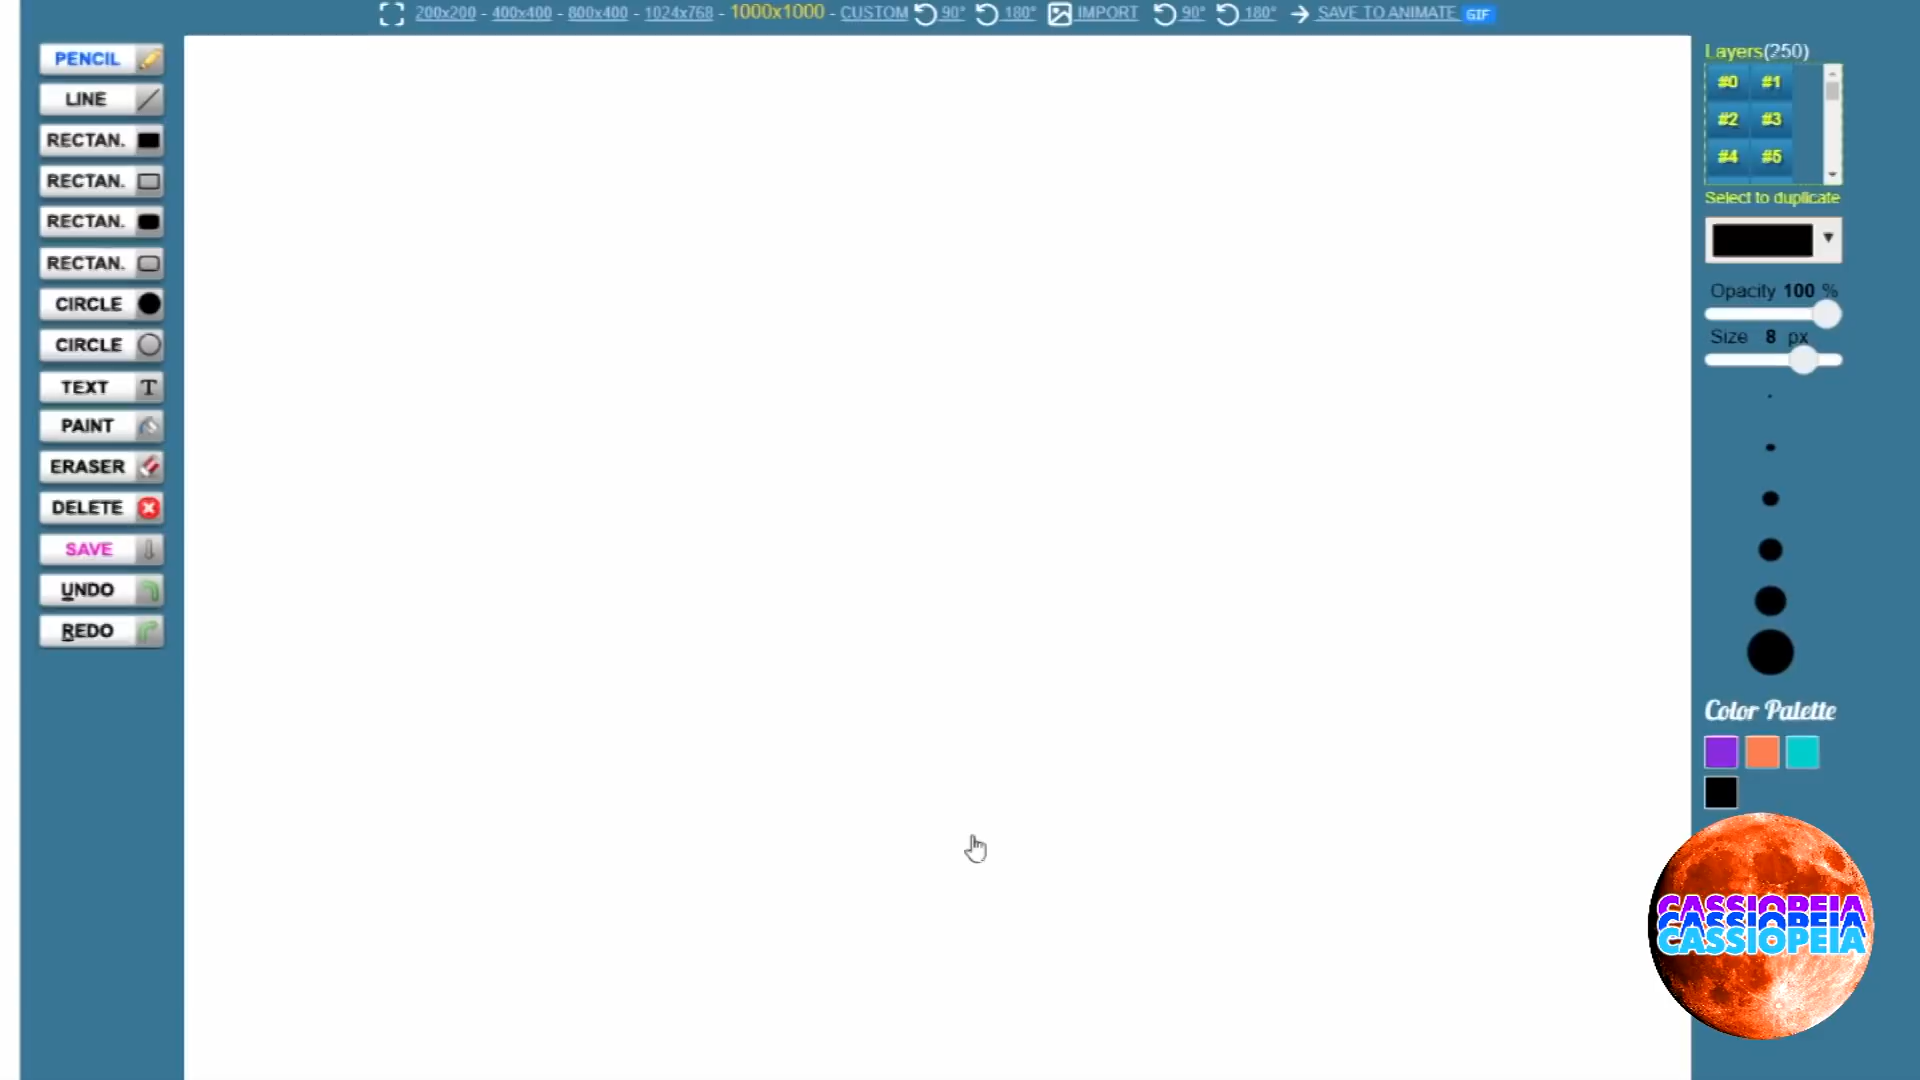 200x200 - 400x400 - 800x400 - 1024x768 - 1000x1000 - CUSTOM 90° 180° IMPORT 90° 180° SAVE TO ANIMATE GIF
PENCIL
LINE
RECTAN.
RECTAN.
RECTAN.
RECTAN.
CIRCLE
CIRCLE
TEXT T
PAINT
ERASER
DELETE
SAVE
UNDO
REDO
Layers(250)
#0 #1
#2 #3
#4 #5
Select to duplicate
Opacity 100 %
Size 8 px
Color Palette
CASSIOPEIA
CASSIOPEIA
CASSIOPEIA